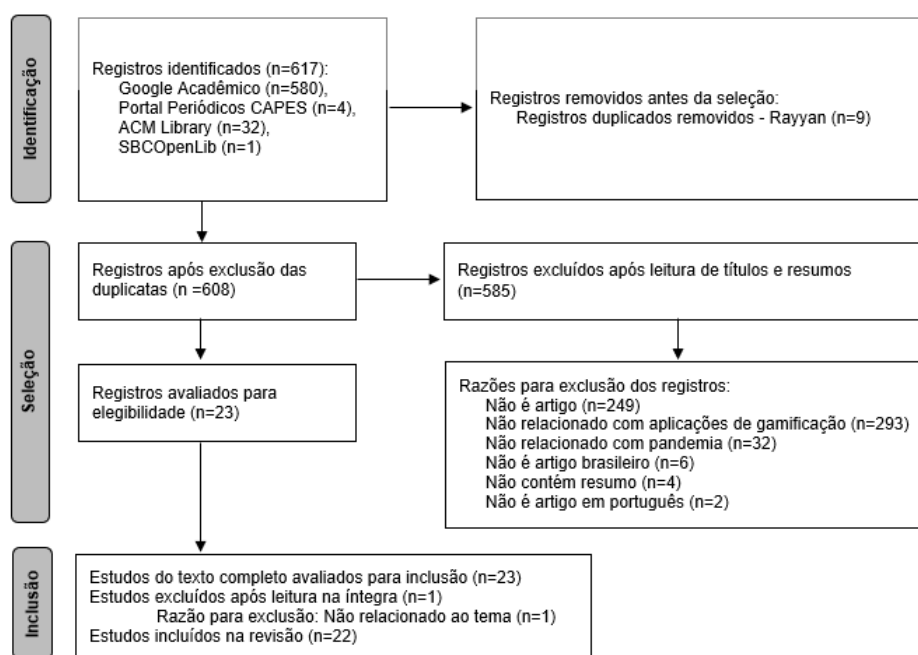 Identificação
Registros identificados (n=617):
Google Acadêmico (n=580),
Portal Periódicos CAPES (n=4),
ACM Library (n=32),
SBCOpenLib (n=1)
Registros removidos antes da seleção:
Registros duplicados removidos - Rayyan (n=9)
Seleção
Registros após exclusão das
duplicatas (n =608)
Registros excluídos após leitura de títulos e resumos
(n=585)
Registros avaliados para
elegibilidade (n=23)
Razões para exclusão dos registros:
Não é artigo (n=249)
Não relacionado com aplicações de gamificação (n=293)
Não relacionado com pandemia (n=32)
Não é artigo brasileiro (n=6)
Não contém resumo (n=4)
Não é artigo em português (n=2)
Inclusão
Estudos do texto completo avaliados para inclusão (n=23)
Estudos excluídos após leitura na íntegra (n=1)
Razão para exclusão: Não relacionado ao tema (n=1)
Estudos incluídos na revisão (n=22)